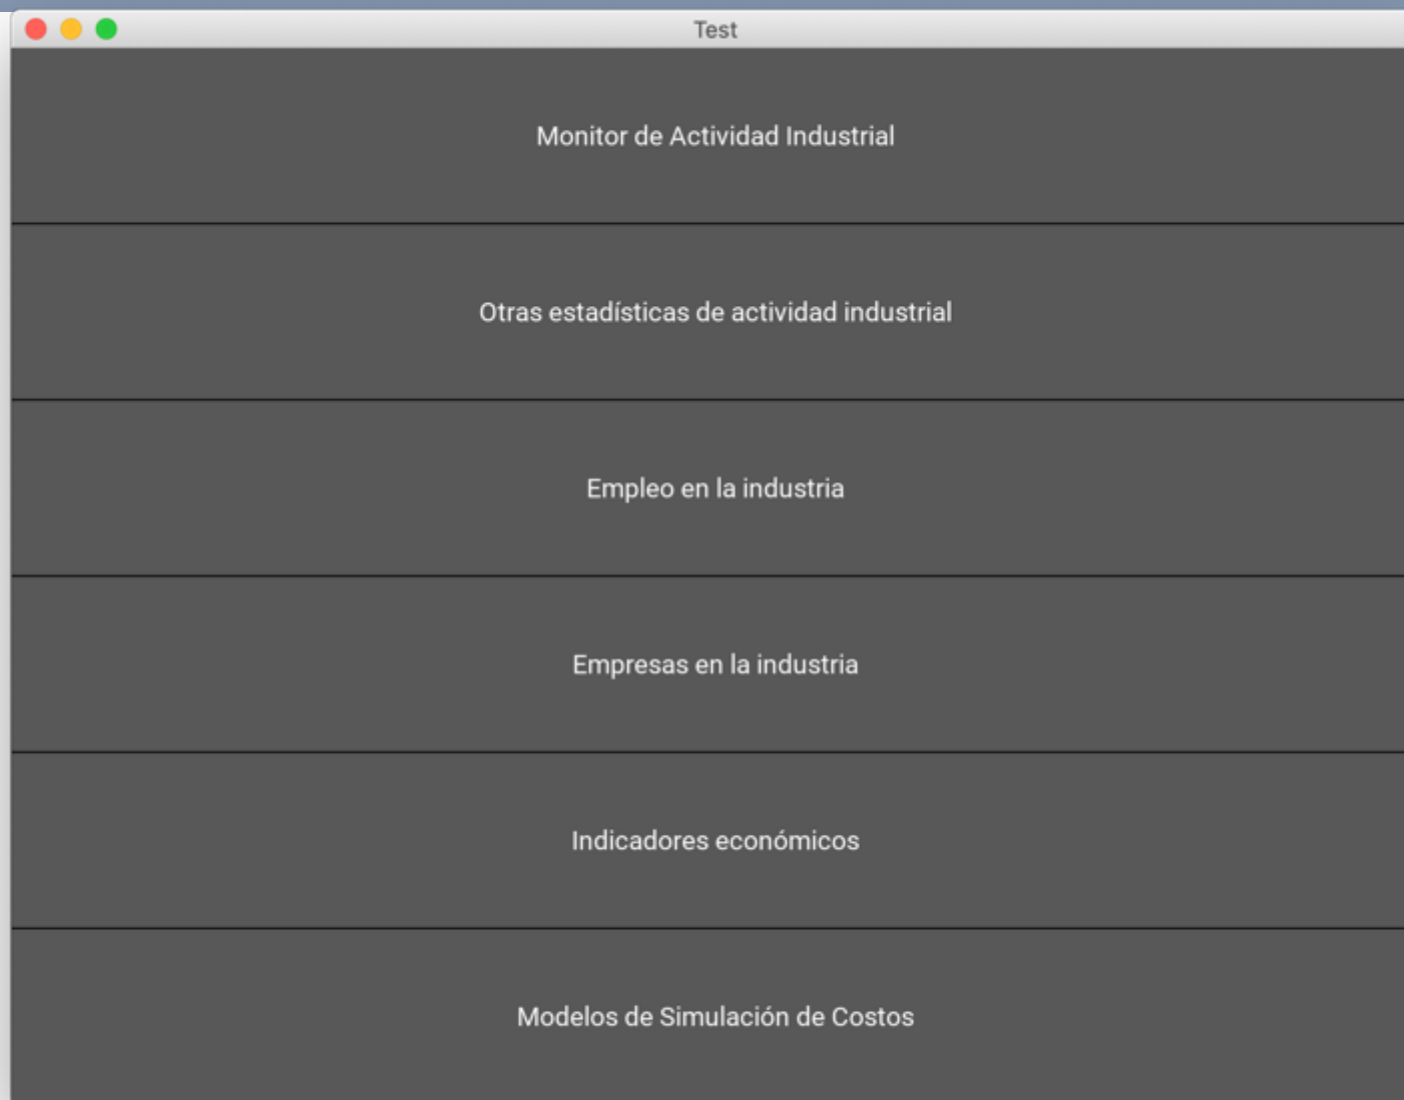 Test
Monitor de Actividad Industrial
Otras estadísticas de actividad industrial
Empleo en la industria
Empresas en la industria
Indicadores económicos
Modelos de Simulación de Costos